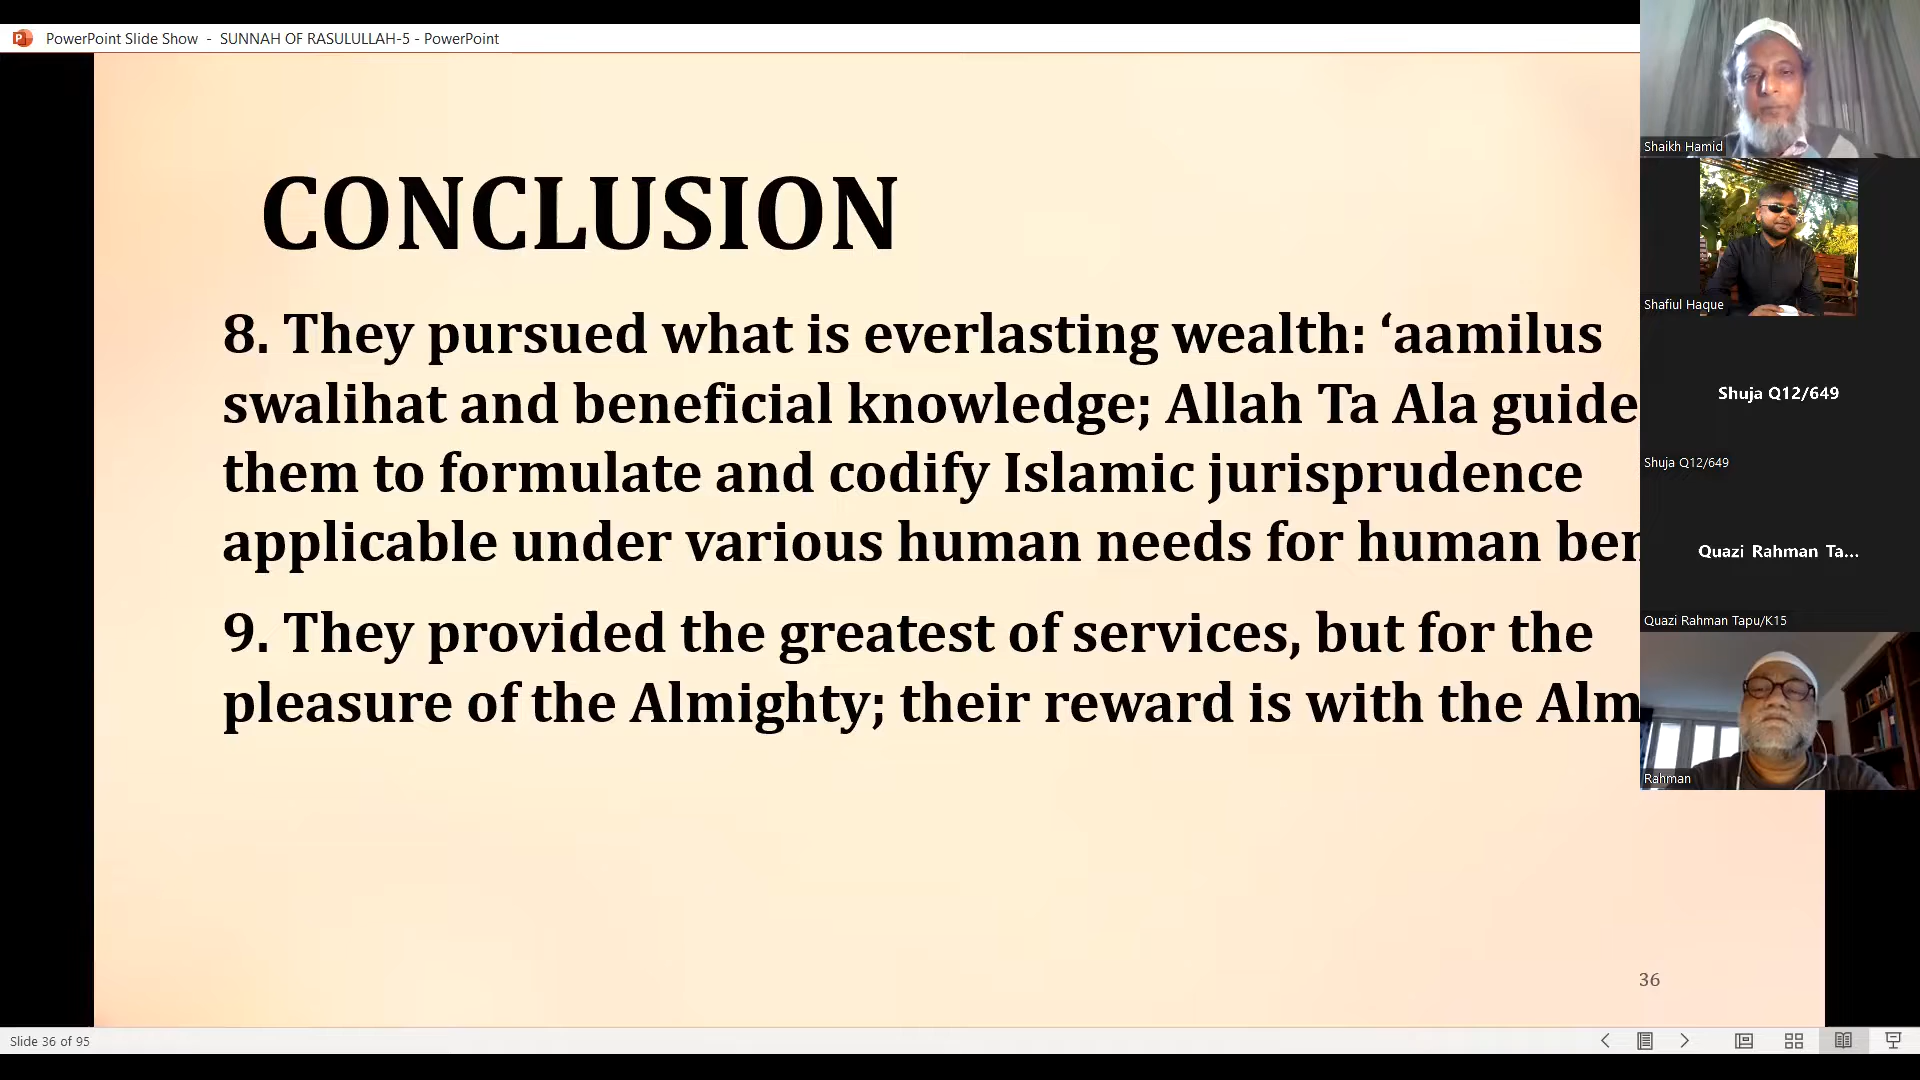 PowerPoint Slide Show - SUNNAH OF RASULULLAH-5 - PowerPoint
CONCLUSION
8. They pursued what is everlasting wealth: ‘aamilus
swalihat and beneficial knowledge; Allah Ta Ala guide
them to formulate and codify Islamic jurisprudence
applicable under various human needs for human ben
9. They provided the greatest of services, but for the
pleasure of the Almighty; their reward is with the Alm
36
Slide 36 of 95
Shaikh Hamid
Shafiul Haque
Shuja Q12/649
Shuja Q12/649
Quazi Rahman Ta...
Quazi Rahman Tapu/K15
Rahman